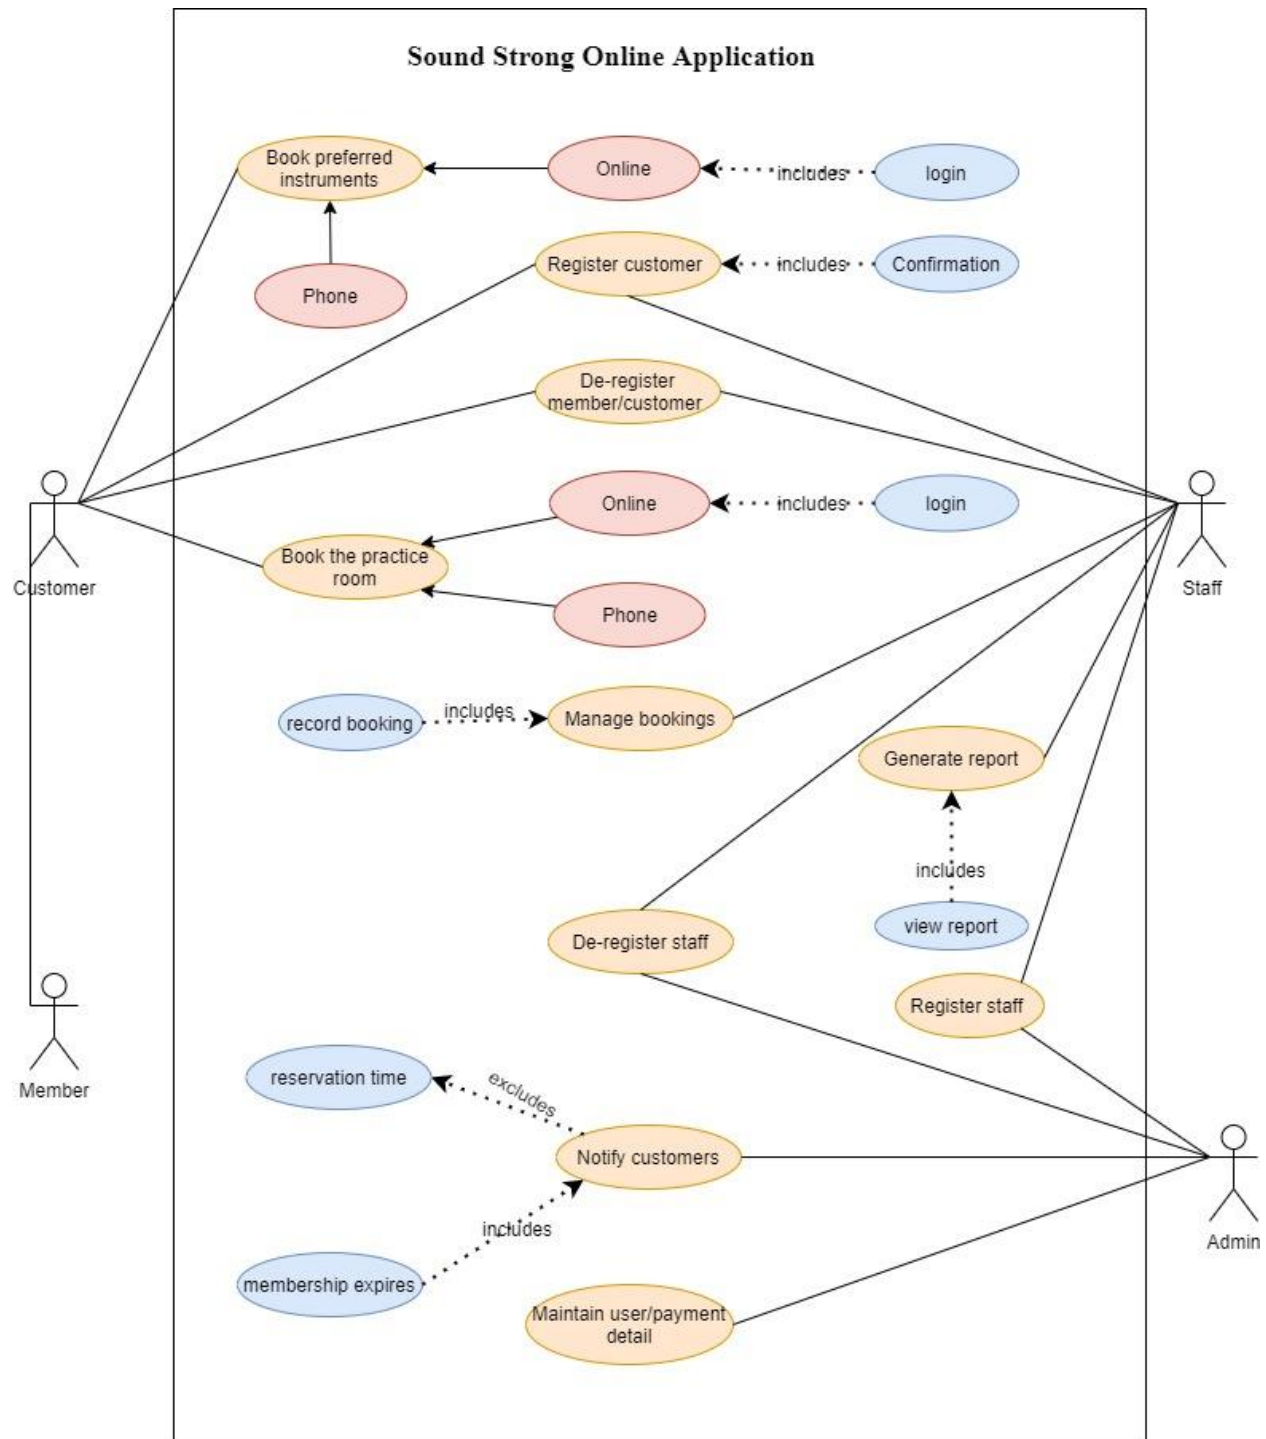 Sound Strong Online Application
Book preferred
instruments
Online
includes
login
Register customer
includes
Confirmation
Phone
De-register
member/customer
Online
includes
login
Book the practice
room
Customer
Staff
Phone
record booking
includes
Manage bookings
Generate report
includes
view report
De-register staff
Register staff
Member
reservation time
excludes
Notify customers
includes
Admin
membership expires
Maintain user/payment
detail